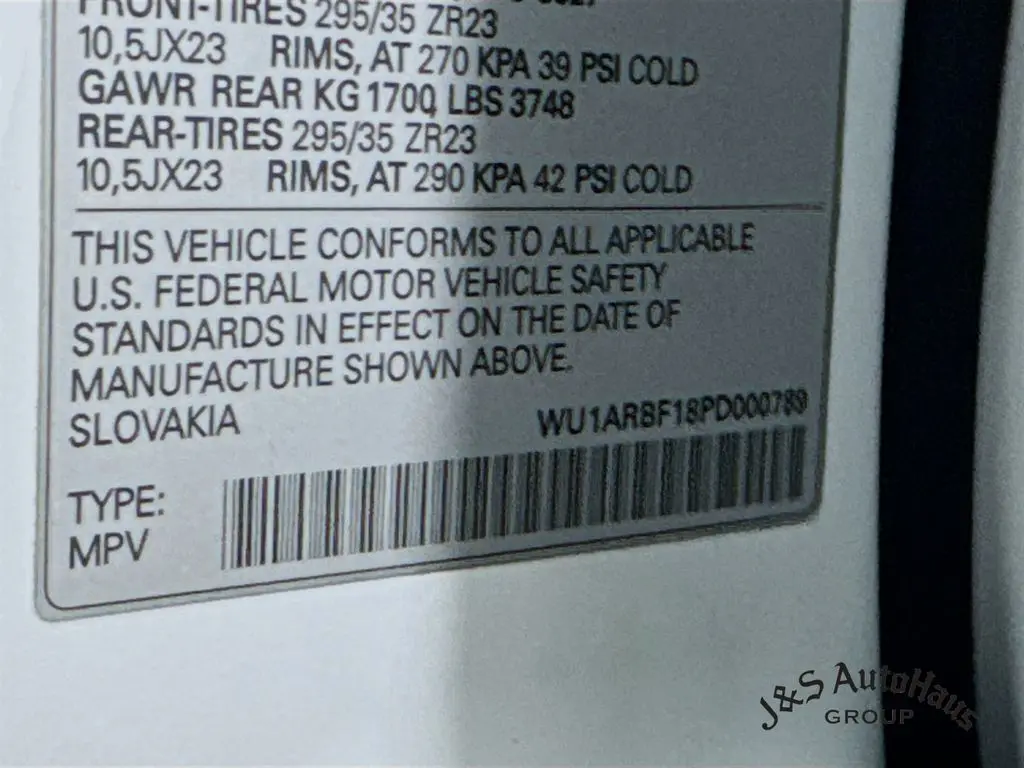 FRONT-TIRES 295/35 ZR23
10,5JX23 RIMS, AT 270 KPA 39 PSI COLD
GAWR REAR KG 1700, LBS 3748
REAR-TIRES 295/35 ZR23
10,5JX23 RIMS, AT 290 KPA 42 PSI COLD
THIS VEHICLE CONFORMS TO ALL APPLICABLE
U.S. FEDERAL MOTOR VEHICLE SAFETY
STANDARDS IN EFFECT ON THE DATE OF
MANUFACTURE SHOWN ABOVE.
SLOVAKIA
WU1ARBF18PD000789
TYPE:
MPV
J&S AutoHaus
GROUP